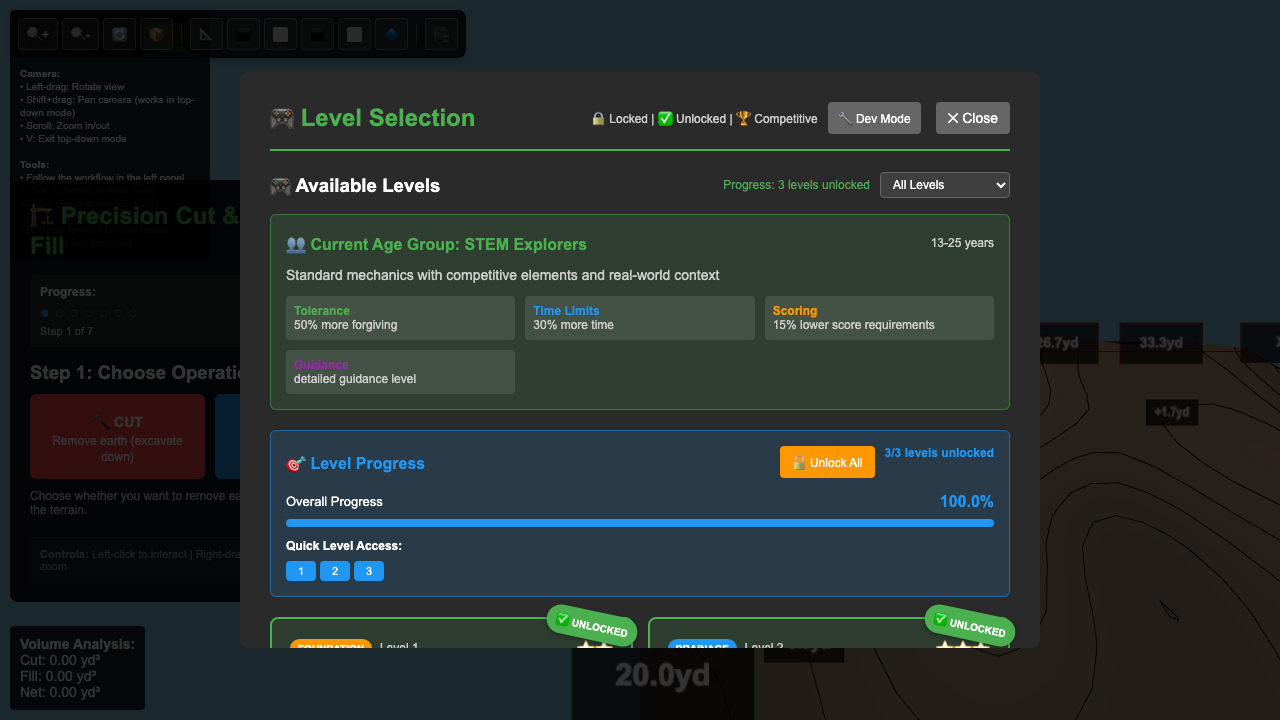 Camera:
• Left-drag: Rotate view
• Shift+drag: Pan camera (works in top-
down mode)
• Scroll: Zoom in/out
• V: Exit top-down mode
Tools:
• Follow the workflow in the left panel
Precision Cut &
Fill
Progress:
Step 1 of 7
Step 1: Choose Operati
CUT
Remove earth (excavate
down)
Choose whether you want to remove ea
the terrain.
Controls: Left-click to interact | Right-dra
zoom
Volume Analysis:
Cut: 0.00 yd³
Fill: 0.00 yd³
Net: 0.00 yd³
🎮 Level Selection
🔒 Locked | ✅ Unlocked | 🏆 Competitive
🔧 Dev Mode
✕ Close
🎮 Available Levels
Progress: 3 levels unlocked
All Levels
👥 Current Age Group: STEM Explorers
13-25 years
Standard mechanics with competitive elements and real-world context
Tolerance
50% more forgiving
Time Limits
30% more time
Scoring
15% lower score requirements
Guidance
detailed guidance level
🎯 Level Progress
🔓 Unlock All
3/3 levels unlocked
Overall Progress
100.0%
Quick Level Access:
1 2 3
✅ UNLOCKED
✅ UNLOCKED
FOUNDATION Level 1
DRAINAGE Level 2
26.7yd
33.3yd
+1.7yd
20.0yd